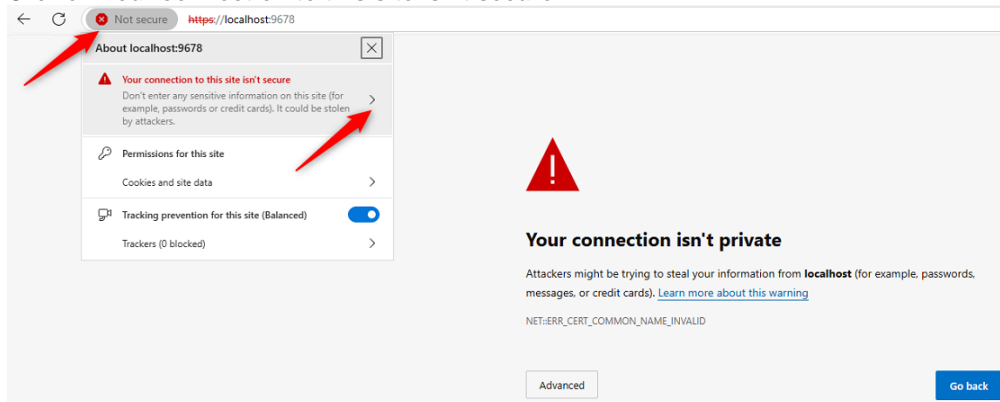 Not secure
https://localhost:9678
About localhost:9678
Your connection to this site isn't secure
Don't enter any sensitive information on this site (for
example, passwords or credit cards). It could be stolen
by attackers.
Permissions for this site
Cookies and site data
Tracking prevention for this site (Balanced)
Trackers (0 blocked)
Your connection isn't private
Attackers might be trying to steal your information from localhost (for example, passwords,
messages, or credit cards). Learn more about this warning
NET::ERR_CERT_COMMON_NAME_INVALID
Advanced
Go back